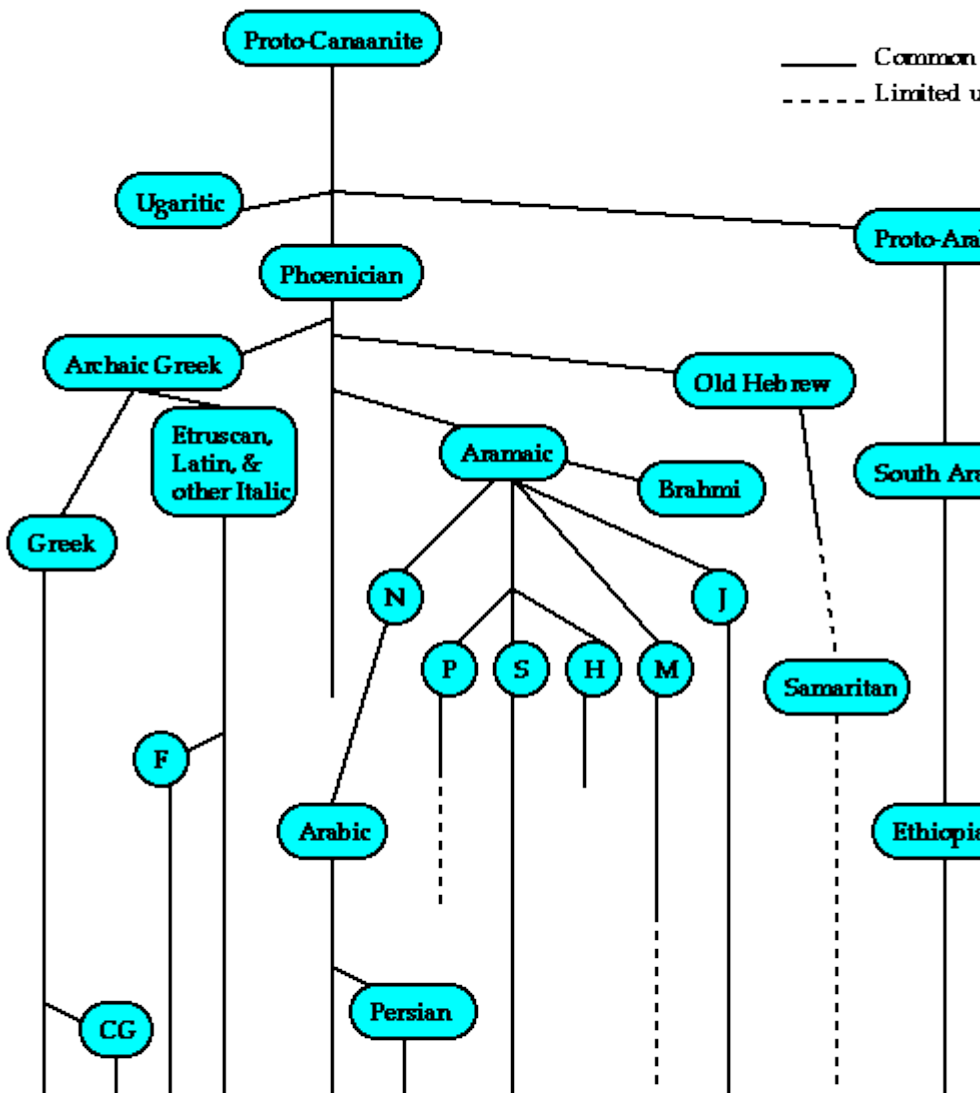 Proto-Canaanite
Common
Limited u
Ugaritic
Proto-Ara
Phoenician
Archaic Greek
Old Hebrew
Etruscan,
Latin, &
other Italic
Aramaic
Brahmi
South Ara
Greek
N
J
P
S
H
M
Samaritan
F
Arabic
Ethiopia
Persian
CG